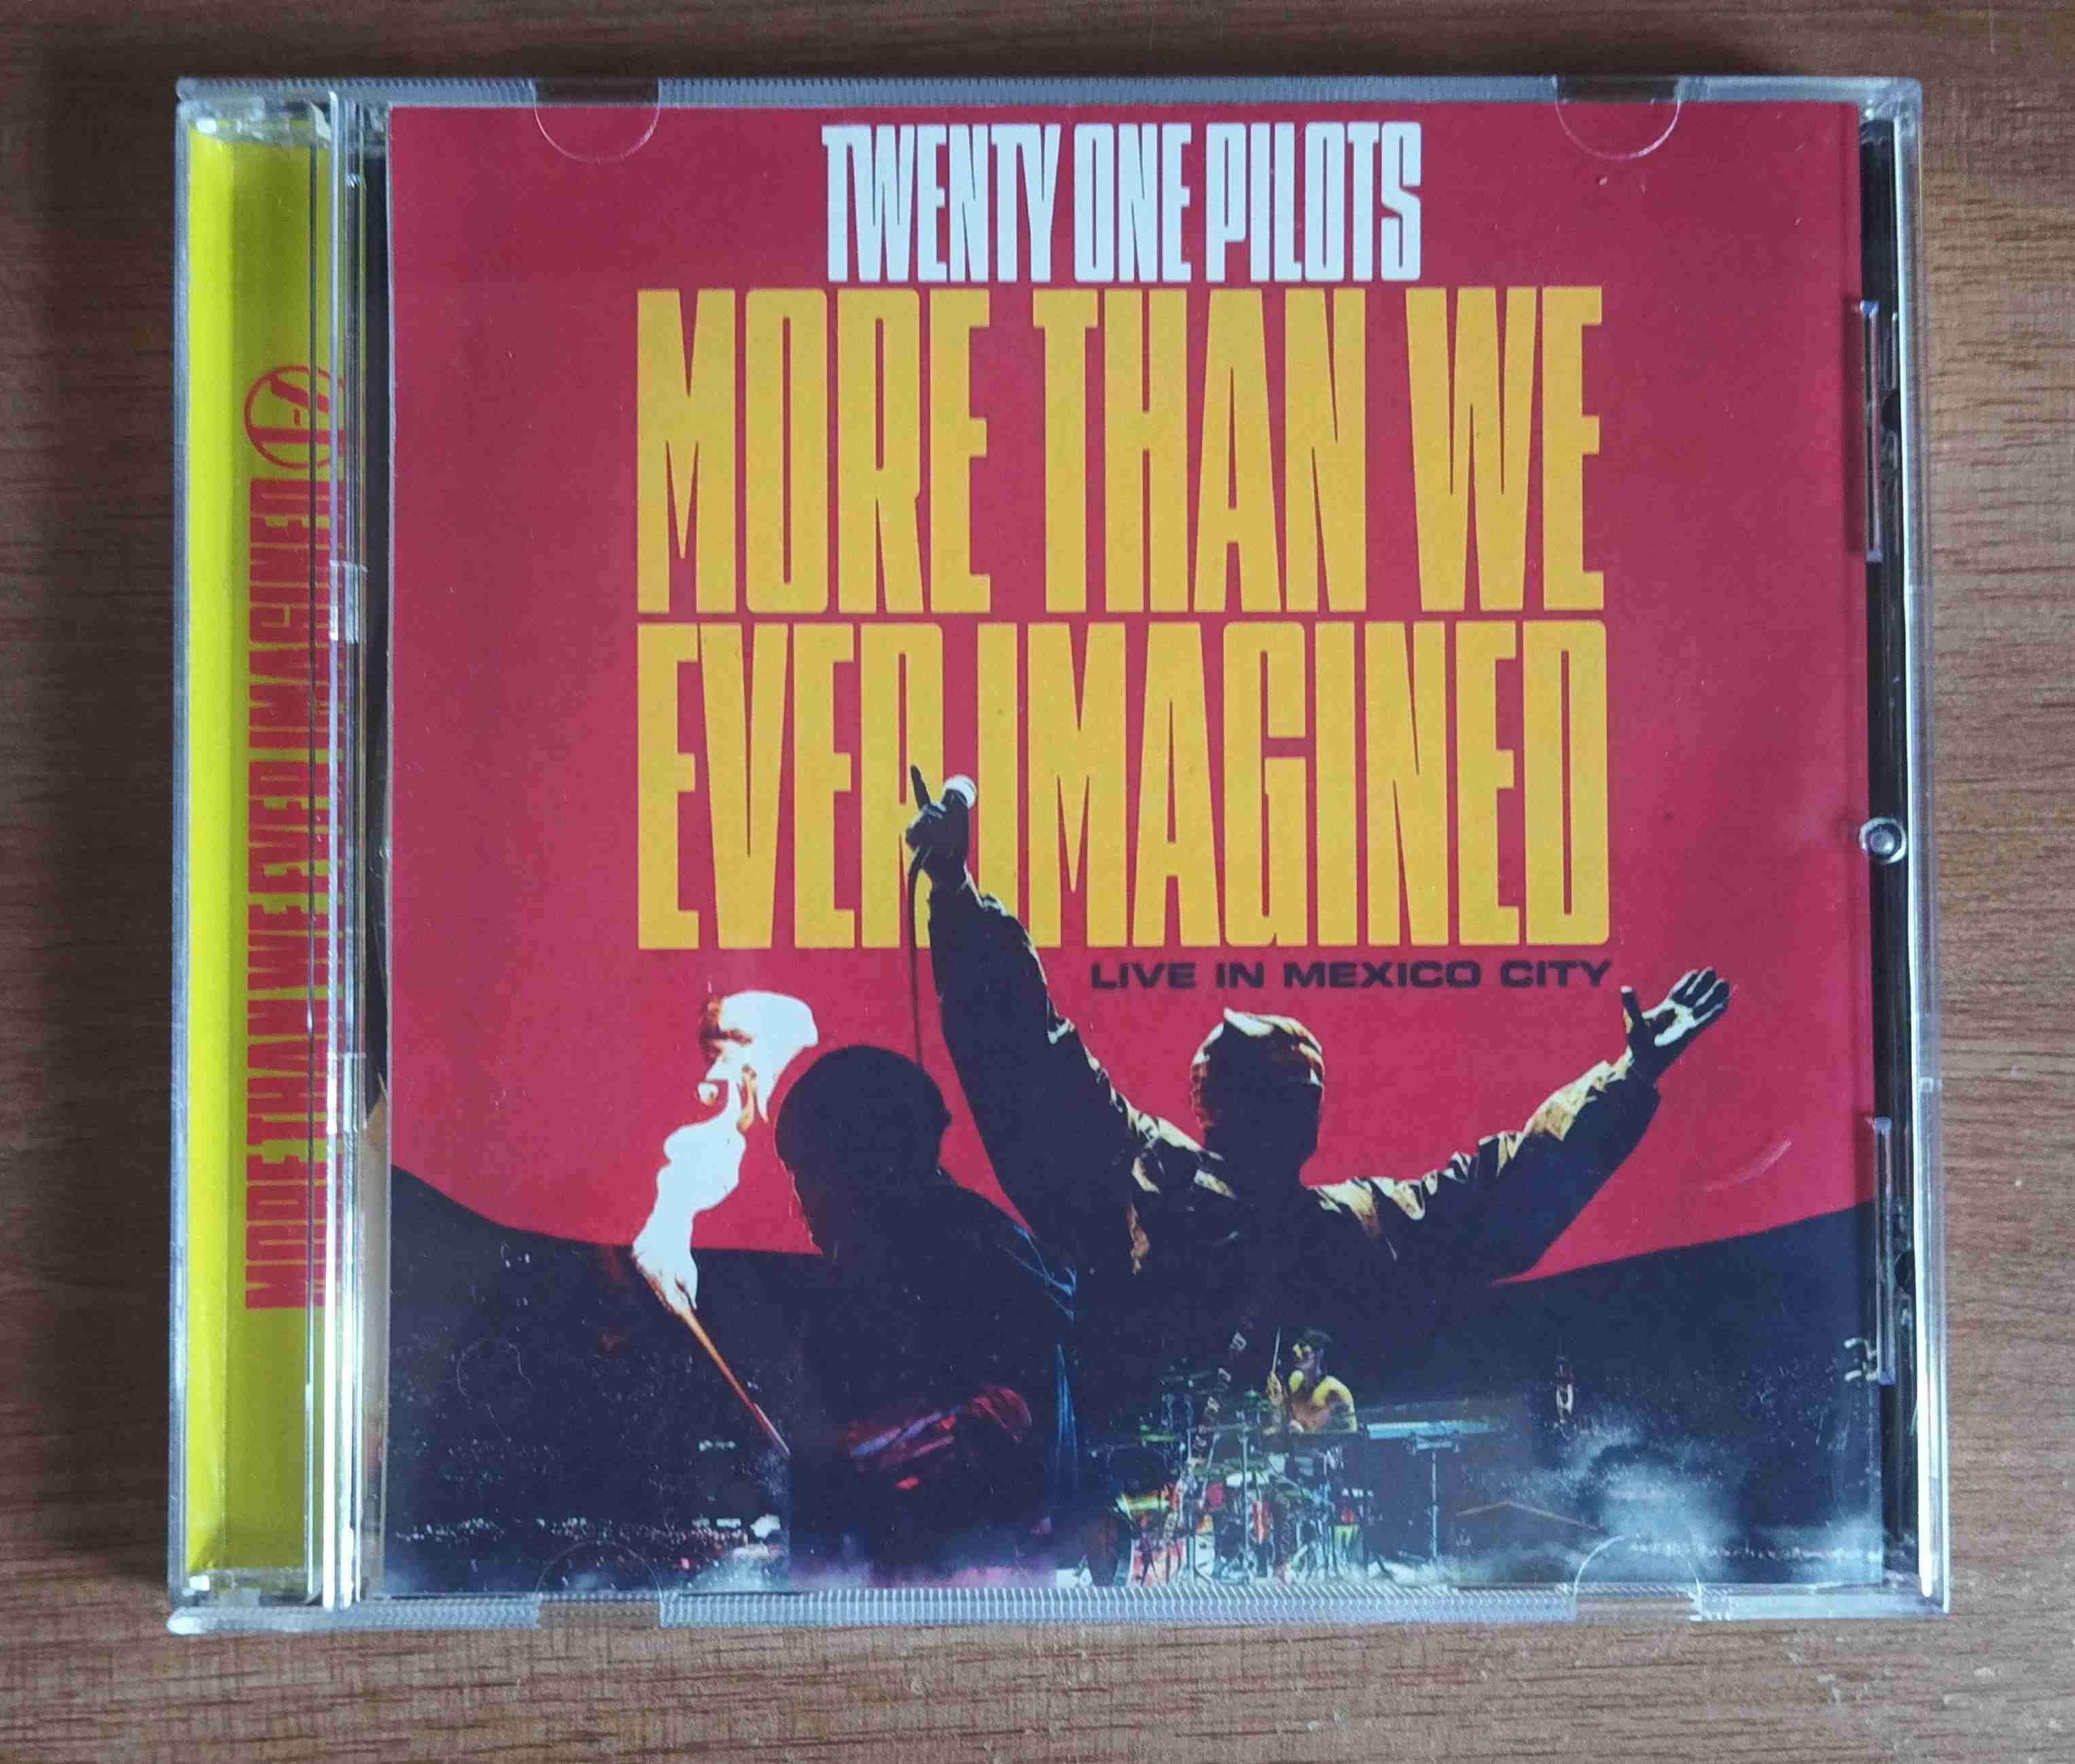 TWENTY ONE PILOTS
MORE THAN WE
EVER IMAGINED
LIVE IN MEXICO CITY
MORE THAN WE EVER IMAGINED